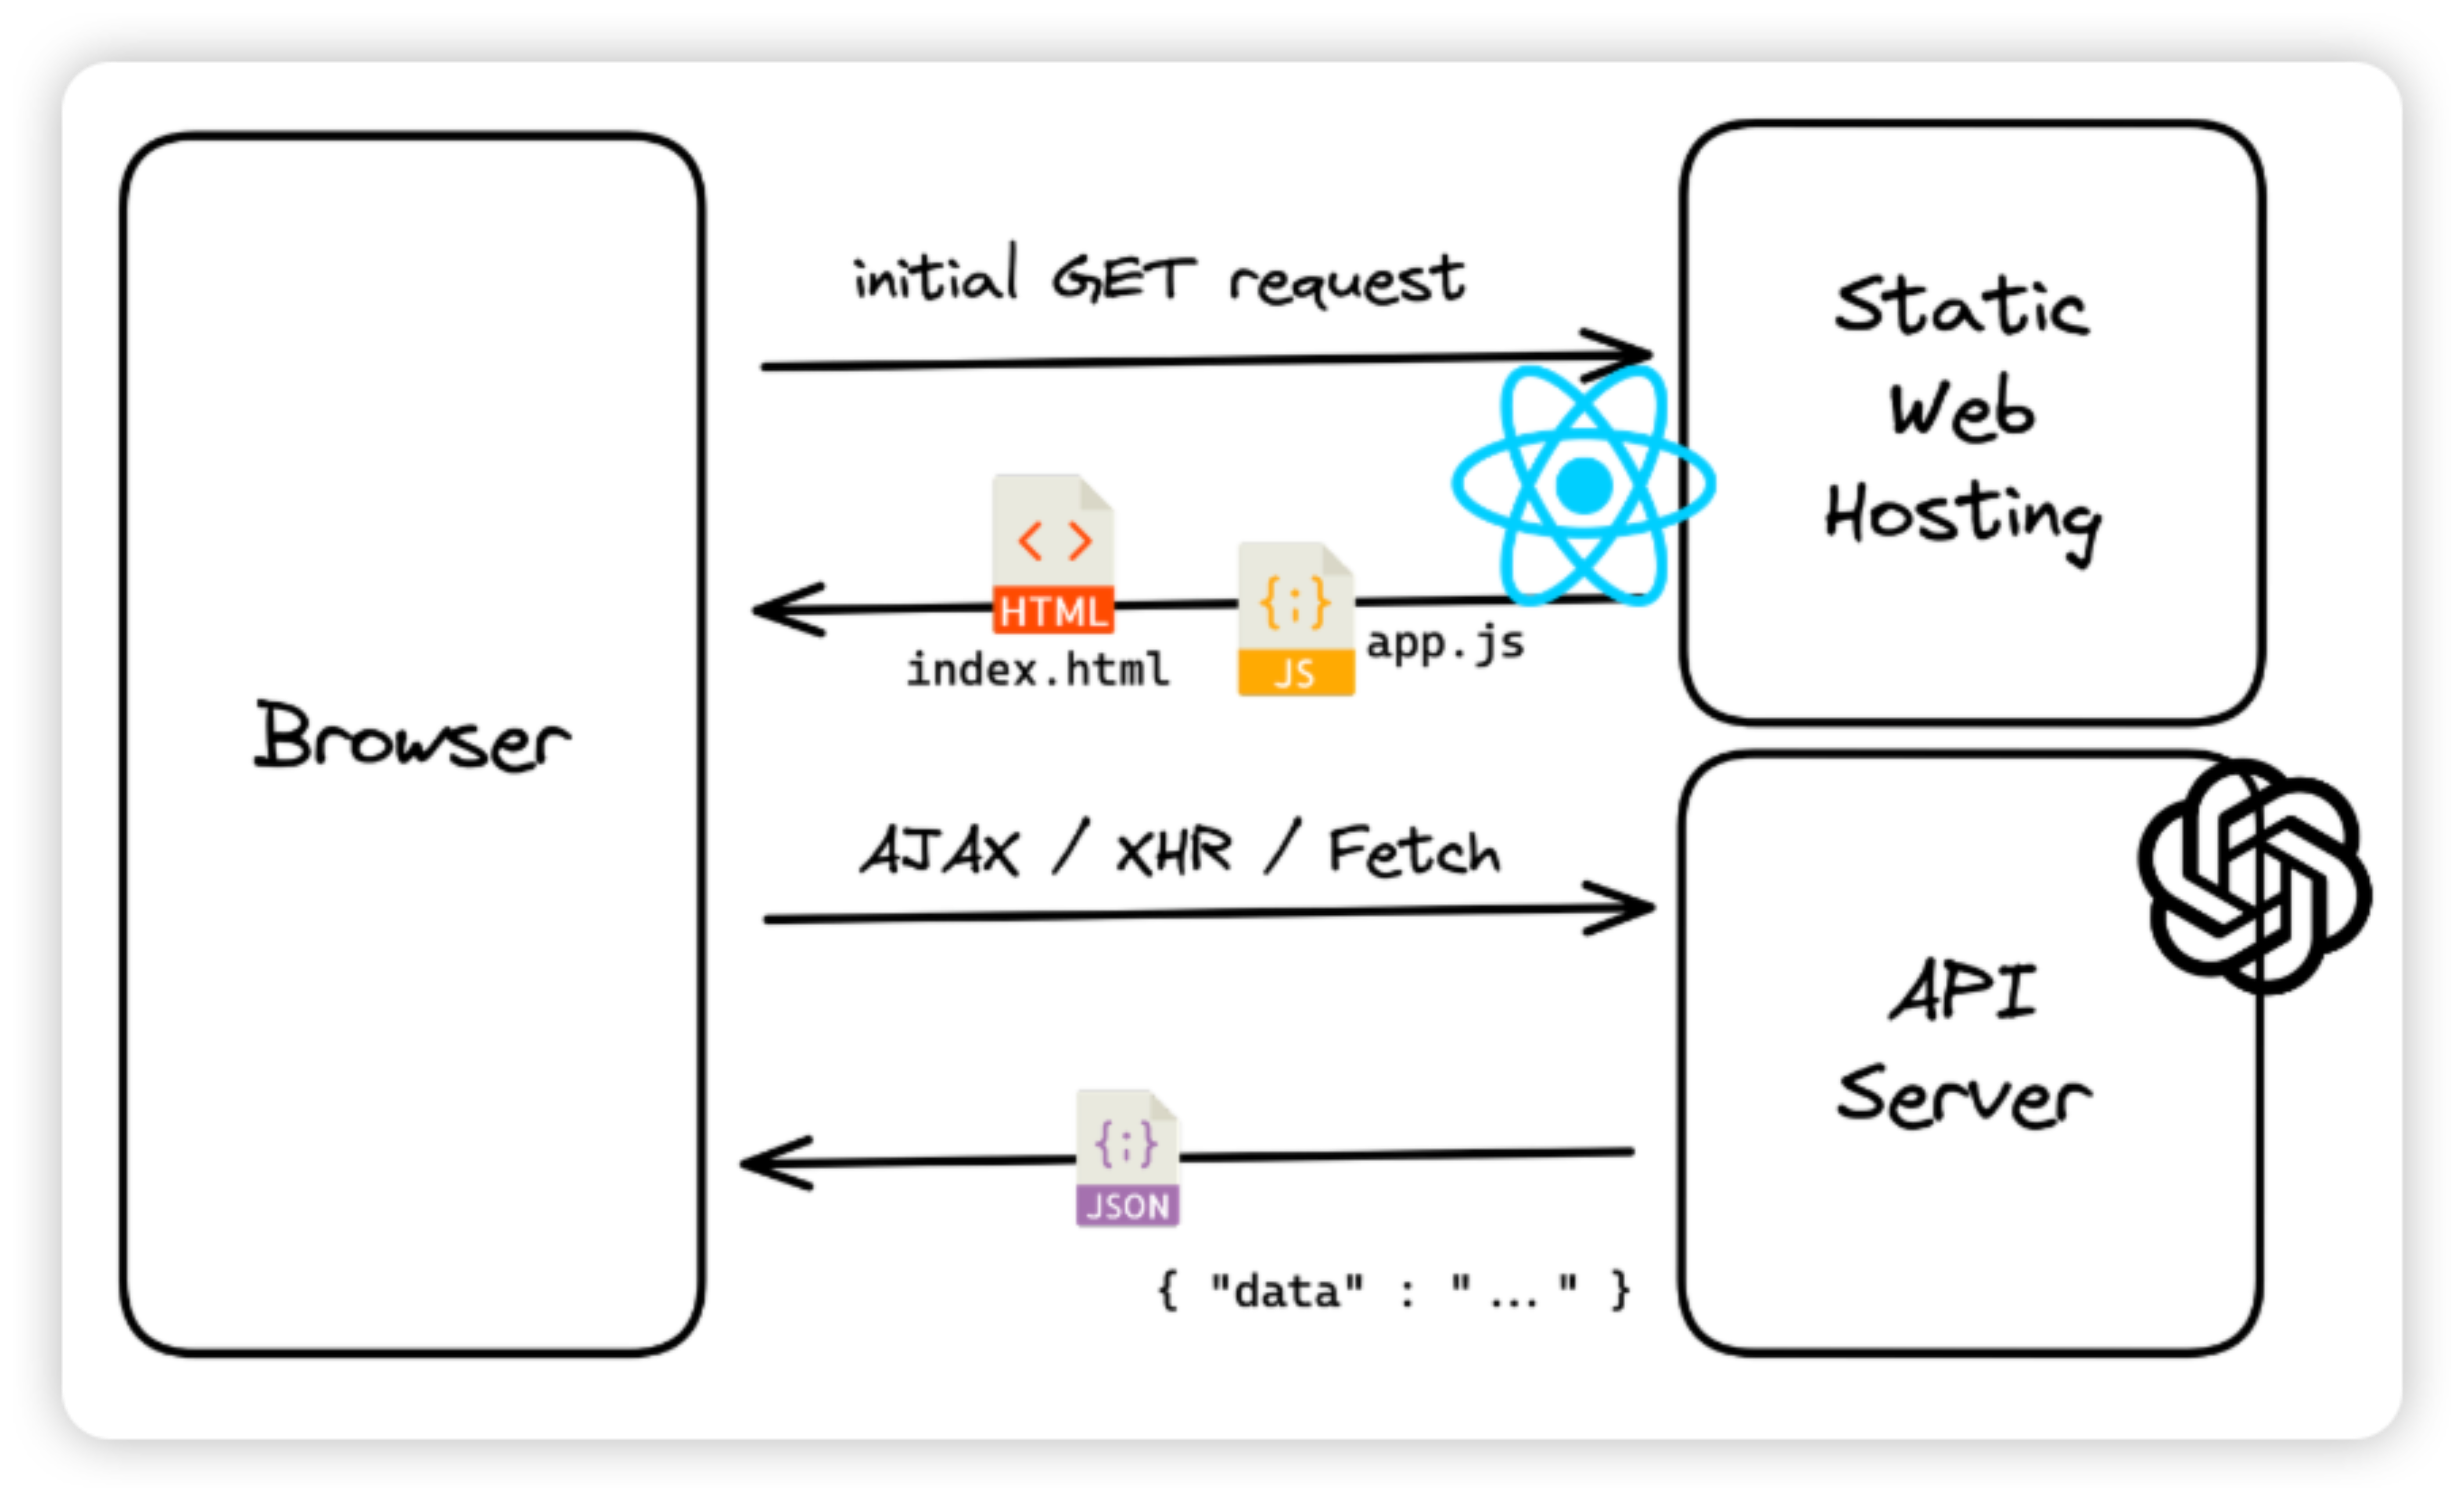 initial GET request
Static
Web
Hosting
HTML
index.html
JS
app.js
Browser
AJAX / XHR / Fetch
API
Server
JSON
{ "data" : "..." }